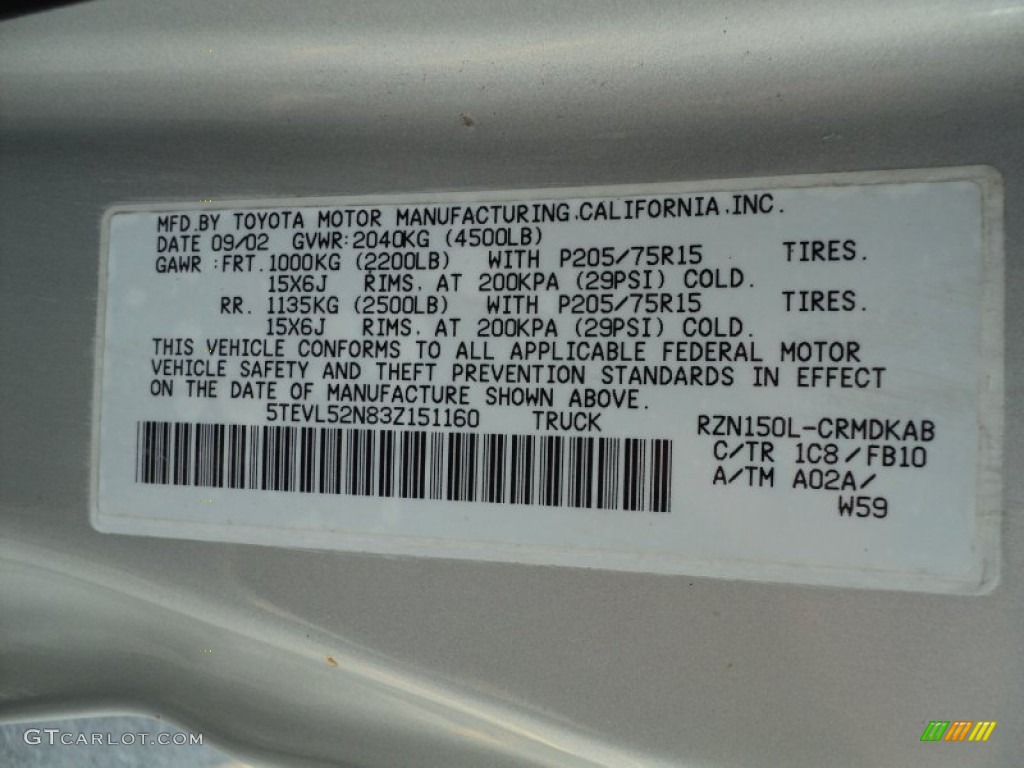 MFD.BY TOYOTA MOTOR MANUFACTURING.CALIFORNIA.INC.
DATE 09/02 GVWR:2040KG (4500LB)
GAWR:FRT.1000KG (2200LB) WITH P205/75R15 TIRES.
15X6J RIMS. AT 200KPA (29PSI) COLD.
RR. 1135KG (2500LB) WITH P205/75R15 TIRES.
15X6J RIMS. AT 200KPA (29PSI) COLD.
THIS VEHICLE CONFORMS TO ALL APPLICABLE FEDERAL MOTOR
VEHICLE SAFETY AND THEFT PREVENTION STANDARDS IN EFFECT
ON THE DATE OF MANUFACTURE SHOWN ABOVE.
5TEVL52N83Z151160 TRUCK
RZN150L-CRMDKAB
C/TR 1C8/FB10
A/TM A02A/
W59
GTCARLOT.COM